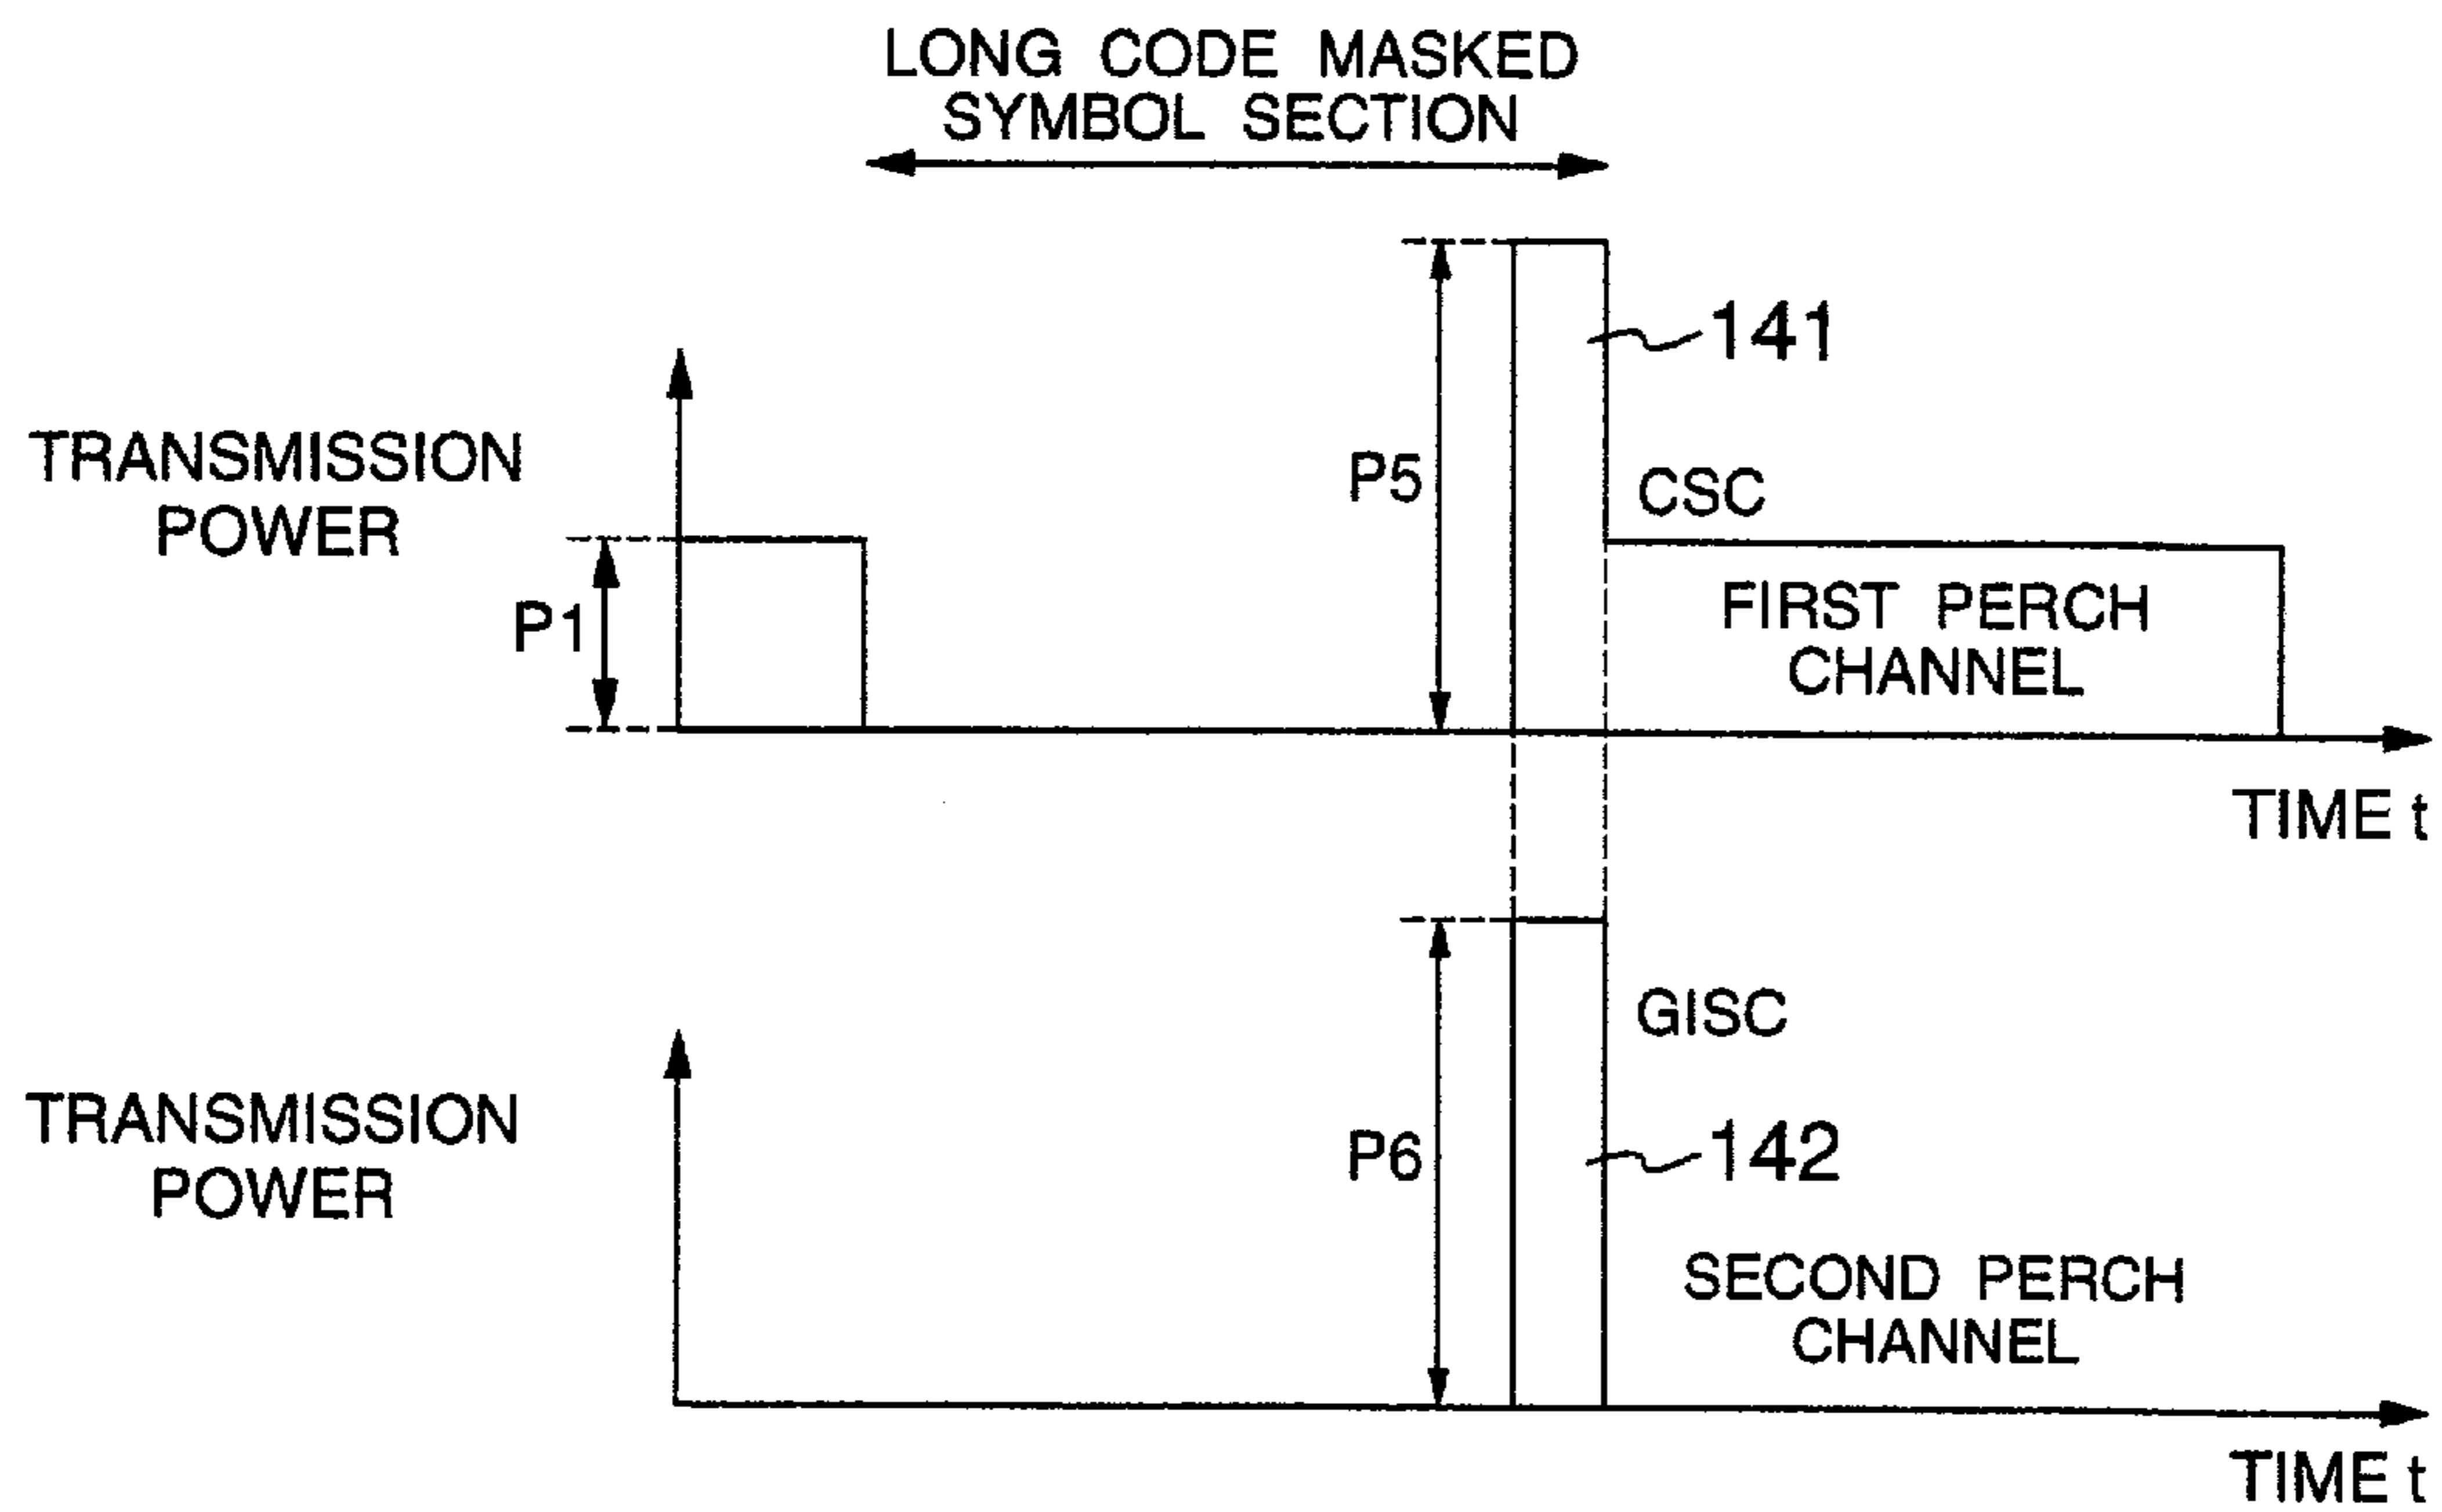 LONG CODE MASKED
SYMBOL SECTION
141
TRANSMISSION
POWER
P5
CSC
P1
FIRST PERCH
CHANNEL
TIME t
GISC
TRANSMISSION
POWER
P6
142
SECOND PERCH
CHANNEL
TIME t